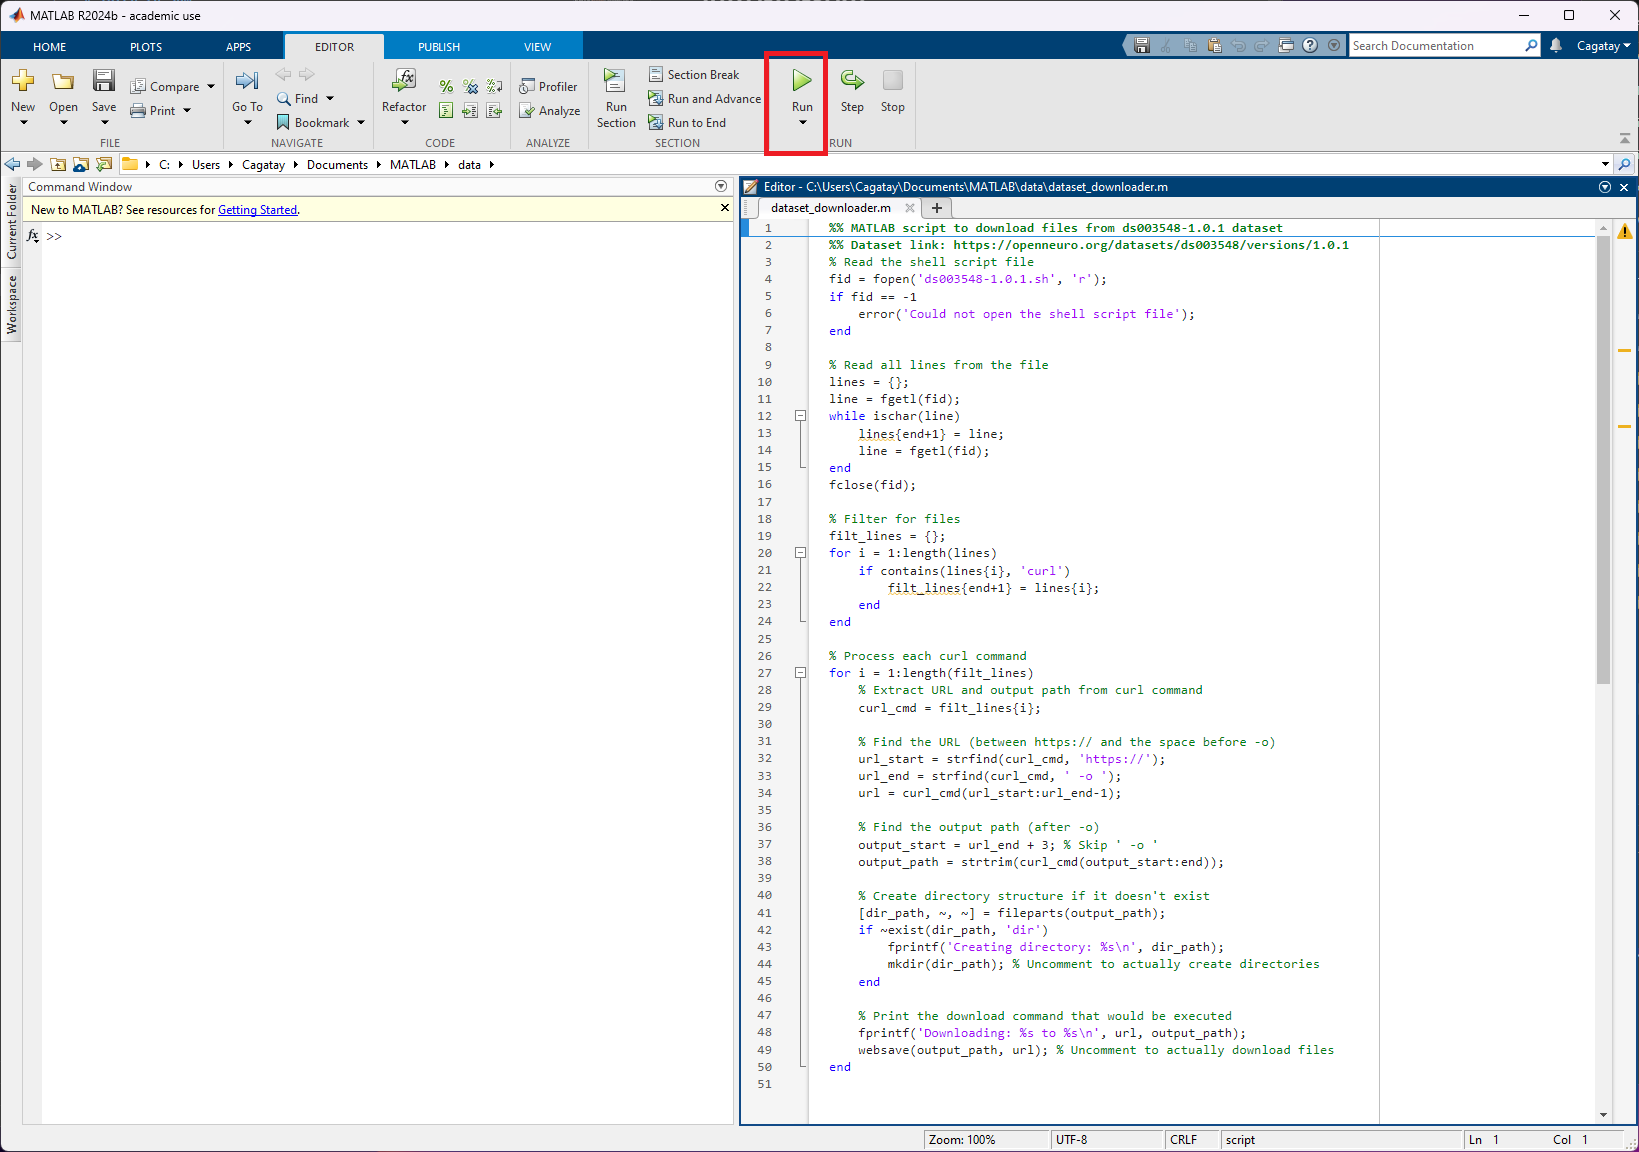 MATLAB R2024b - academic use
HOME PLOTS APPS EDITOR PUBLISH VIEW
Search Documentation
Cagatay
New Open Save
Compare
Print
FILE
Go To
Find
Bookmark
NAVIGATE
Refactor
CODE
Profiler
Analyze
ANALYZE
Run Section
Section Break
Run and Advance
Run to End
SECTION
Run Step Stop
RUN
C: Users Cagatay Documents MATLAB data
Current Folder
Workspace
Command Window
New to MATLAB? See resources for Getting Started.
fx >>
Editor - C:\Users\Cagatay\Documents\MATLAB\data\dataset_downloader.m
dataset_downloader.m
1 %% MATLAB script to download files from ds003548-1.0.1 dataset
2 %% Dataset link: https://openneuro.org/datasets/ds003548/versions/1.0.1
3 % Read the shell script file
4 fid = fopen('ds003548-1.0.1.sh', 'r');
5 if fid == -1
6 error('Could not open the shell script file');
7 end
8
9 % Read all lines from the file
10 lines = {};
11 line = fgetl(fid);
12 while ischar(line)
13 lines{end+1} = line;
14 line = fgetl(fid);
15 end
16 fclose(fid);
17
18 % Filter for files
19 filt_lines = {};
20 for i = 1:length(lines)
21 if contains(lines{i}, 'curl')
22 filt_lines{end+1} = lines{i};
23 end
24 end
25
26 % Process each curl command
27 for i = 1:length(filt_lines)
28 % Extract URL and output path from curl command
29 curl_cmd = filt_lines{i};
30
31 % Find the URL (between https:// and the space before -o)
32 url_start = strfind(curl_cmd, 'https://');
33 url_end = strfind(curl_cmd, ' -o ');
34 url = curl_cmd(url_start:url_end-1);
35
36 % Find the output path (after -o)
37 output_start = url_end + 3; % Skip ' -o '
38 output_path = strtrim(curl_cmd(output_start:end));
39
40 % Create directory structure if it doesn't exist
41 [dir_path, ~, ~] = fileparts(output_path);
42 if ~exist(dir_path, 'dir')
43 fprintf('Creating directory: %s\n', dir_path);
44 mkdir(dir_path); % Uncomment to actually create directories
45 end
46
47 % Print the download command that would be executed
48 fprintf('Downloading: %s to %s\n', url, output_path);
49 websave(output_path, url); % Uncomment to actually download files
50 end
51
Zoom: 100% UTF-8 CRLF script Ln 1 Col 1